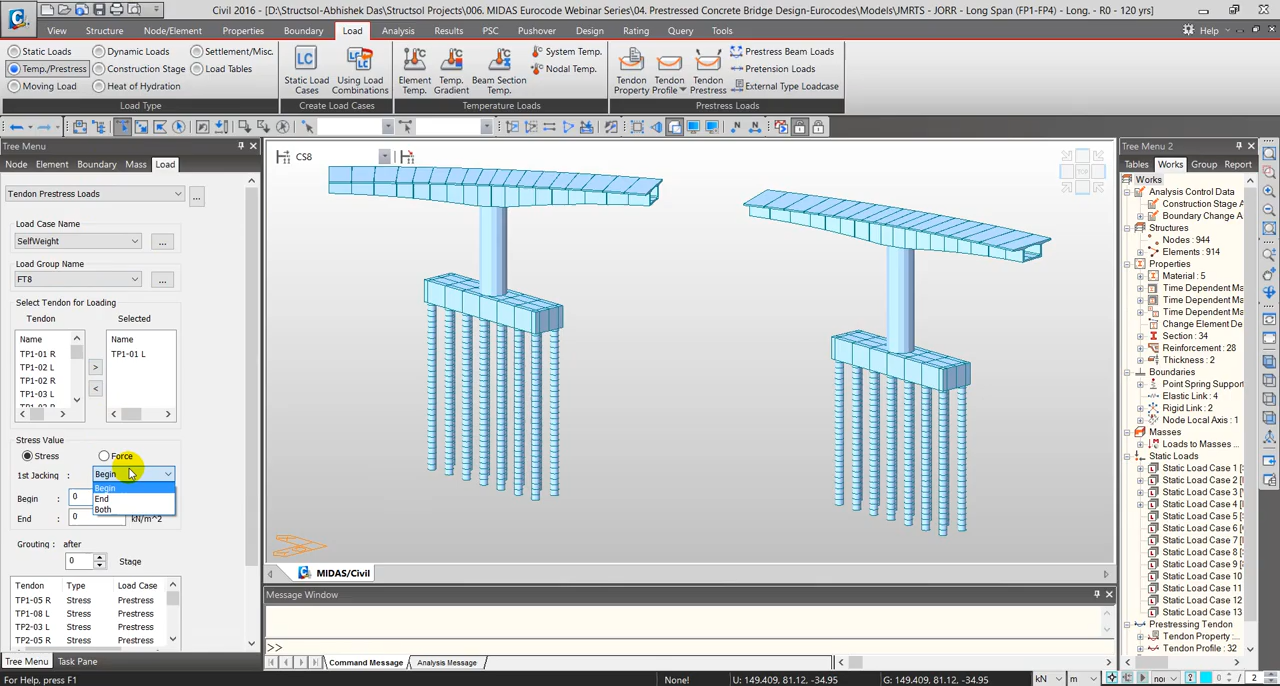 Civil 2016 - [D:\Structsol-Abhishek Das\Structsol Projects\006. MIDAS Eurocode Webinar Series\04. Prestressed Concrete Bridge Design-Eurocodes\Models\JMRTS - JORR - Long Span (FP1-FP4) - Long. - R0 - 120 yrs]
View Structure Node/Element Properties Boundary Load Analysis Results PSC Pushover Design Rating Query Tools Help
Static Loads Dynamic Loads Settlement/Misc.
Temp./Prestress Construction Stage Load Tables
Moving Load Heat of Hydration
Load Type
LC
Static Load Cases
Using Load Combinations
Create Load Cases
Element Temp.
Temp. Gradient
Beam Section Temp.
System Temp.
Nodal Temp.
Temperature Loads
Tendon Property
Tendon Profile
Tendon Prestress
Prestress Beam Loads
Pretension Loads
External Type Loadcase
Prestress Loads
Tree Menu
Node Element Boundary Mass Load
Tendon Prestress Loads ...
Load Case Name
SelfWeight ...
Load Group Name
FT8 ...
Select Tendon for Loading
Tendon Selected
Name Name
TP1-01 R TP1-01 L
TP1-02 L
TP1-02 R
TP1-03 L
> <
Stress Value
Stress Force
1st Jacking : Begin
Begin
End
Both
Begin : 0
End : 0 kN/m^2
Grouting : after
0 Stage
Tendon Type Load Case
TP1-05 R Stress Prestress
TP1-08 L Stress Prestress
TP2-03 L Stress Prestress
TP2-05 R Stress Prestress
Tree Menu Task Pane
CS8
TOP
MIDAS/Civil
Message Window
>>
Command Message Analysis Message
Tree Menu 2
Tables Works Group Report
Works
Analysis Control Data
Construction Stage A
Boundary Change A
Structures
Nodes : 944
Elements : 914
Properties
Material : 5
Time Dependent Ma
Time Dependent Ma
Time Dependent Ma
Change Element De
Section : 34
Reinforcement : 28
Thickness : 2
Boundaries
Point Spring Support
Elastic Link : 4
Rigid Link : 2
Node Local Axis : 1
Masses
Loads to Masses
Static Loads
Static Load Case 1 [
Static Load Case 2 [
Static Load Case 3 [
Static Load Case 4 [
Static Load Case 5 [
Static Load Case 6 [
Static Load Case 7 [
Static Load Case 8 [
Static Load Case 9 [
Static Load Case 10
Static Load Case 11
Static Load Case 12
Static Load Case 13
Prestressing Tendon
Tendon Property :
Tendon Profile : 32
For Help, press F1 None! U: 149.409, 81.12, -34.95 G: 149.409, 81.12, -34.95 kN m non 0 / 2